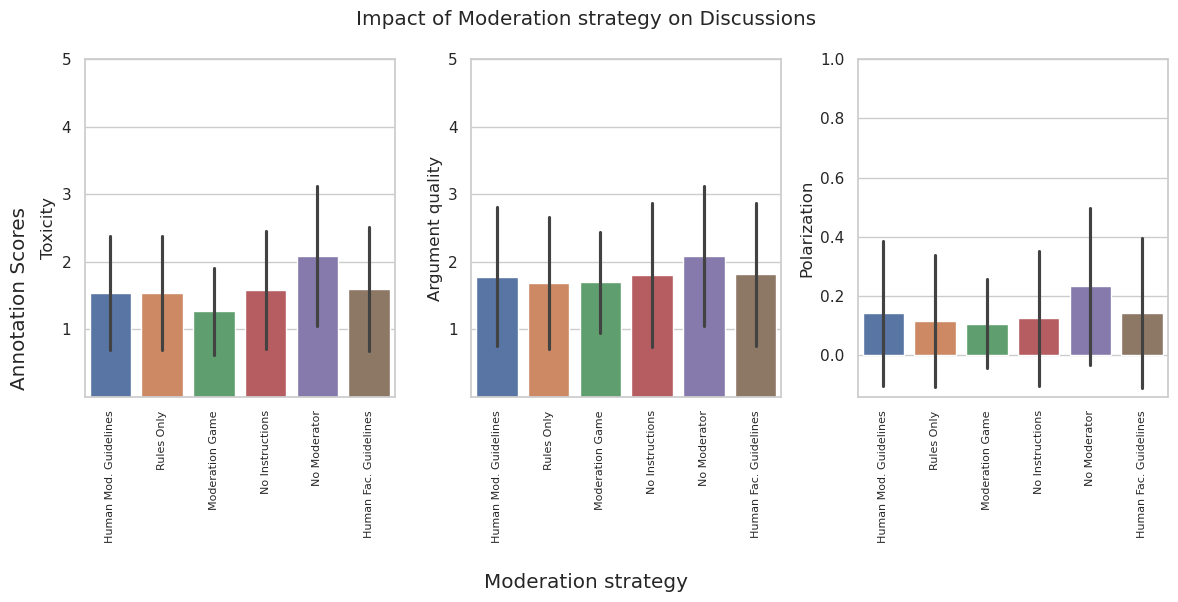 Impact of Moderation strategy on Discussions
Annotation Scores
Toxicity
5
4
3
2
1
Human Mod. Guidelines
Rules Only
Moderation Game
No Instructions
No Moderator
Human Fac. Guidelines
Argument quality
5
4
3
2
1
Human Mod. Guidelines
Rules Only
Moderation Game
No Instructions
No Moderator
Human Fac. Guidelines
Polarization
1.0
0.8
0.6
0.4
0.2
0.0
Human Mod. Guidelines
Rules Only
Moderation Game
No Instructions
No Moderator
Human Fac. Guidelines
Moderation strategy